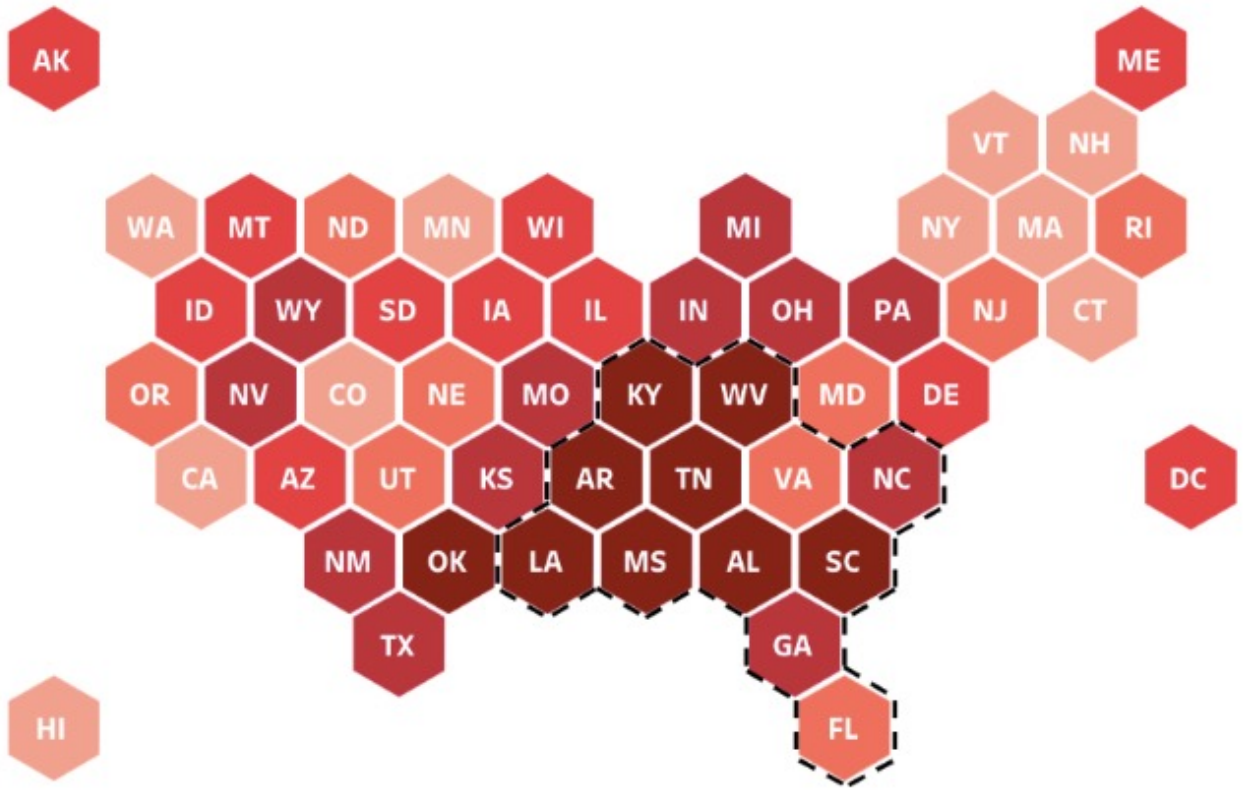 AK ME
VT NH
WA MT ND MN WI MI NY MA RI
ID WY SD IA IL IN OH PA NJ CT
OR NV CO NE MO KY WV MD DE
CA AZ UT KS AR TN VA NC DC
NM OK LA MS AL SC
TX GA
HI FL